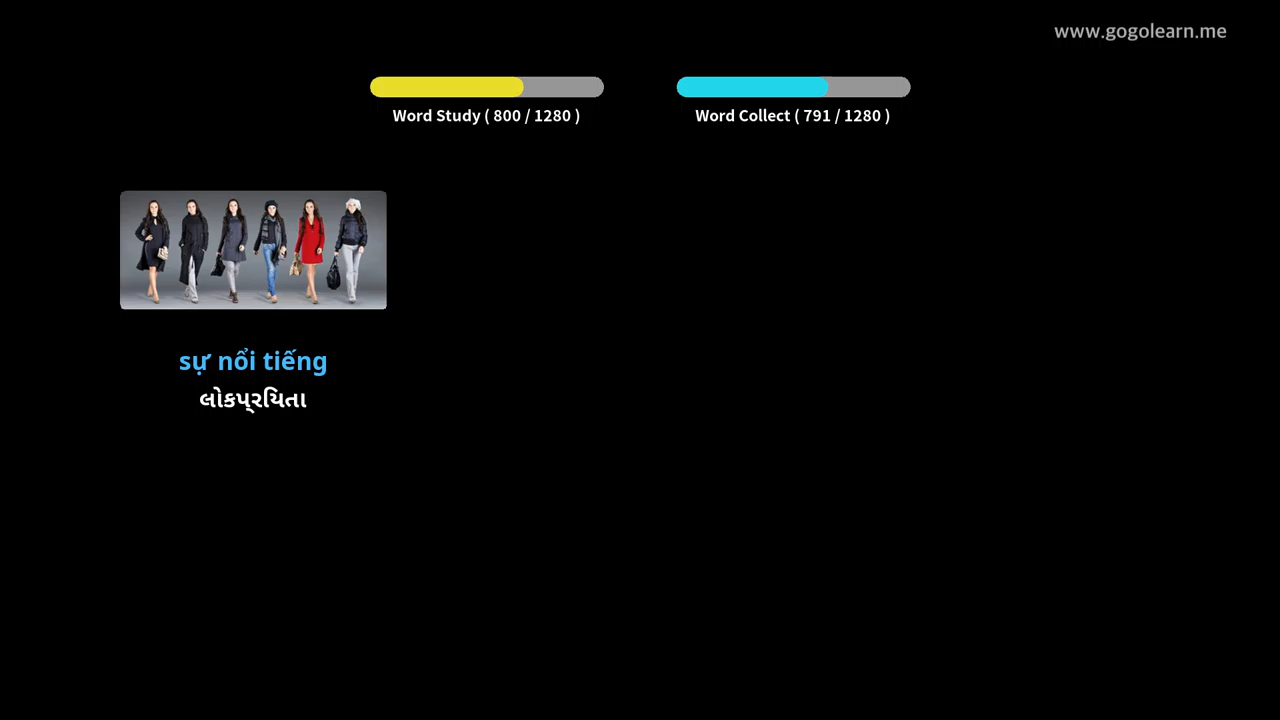 www.gogolearn.me
Word Study ( 800 / 1280 )
Word Collect ( 791 / 1280 )
sự nổi tiếng
લોકપ્રિયતા